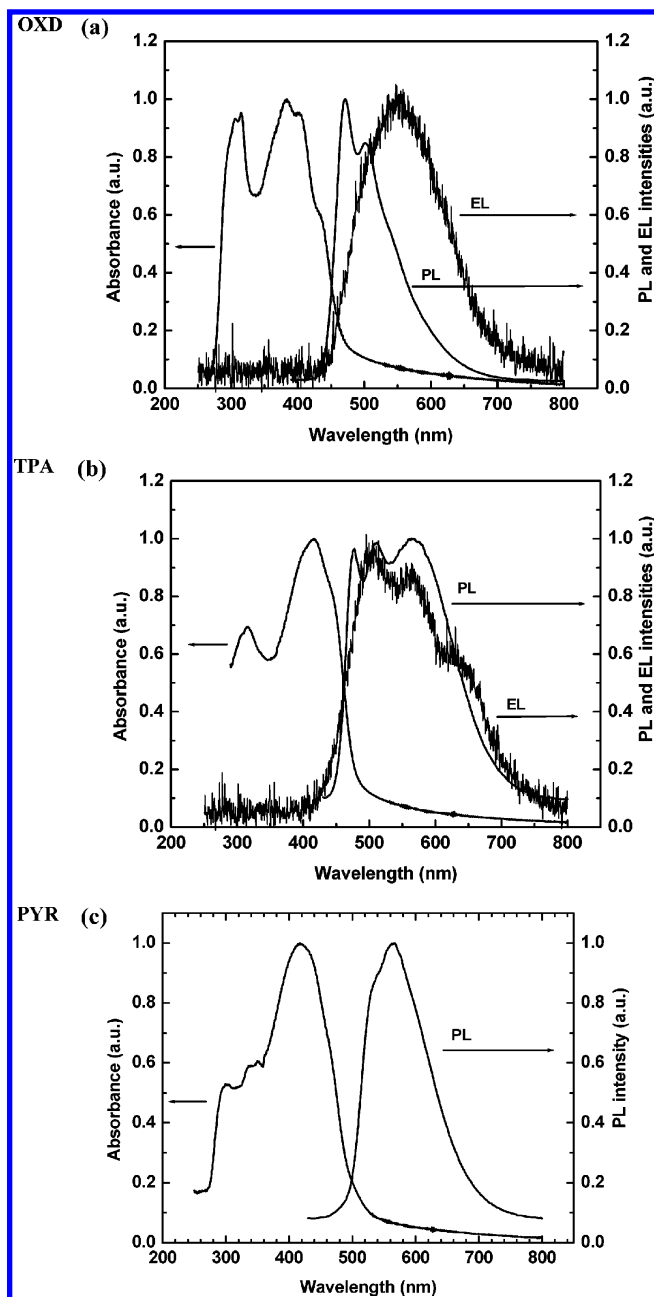 OXD (a)
1.2
1.0
0.8
0.6
0.4
0.2
0.0
Absorbance (a.u.)
EL
PL
1.2
1.0
0.8
0.6
0.4
0.2
0.0
PL and EL intensities (a.u.)
200 300 400 500 600 700 800
Wavelength (nm)
TPA (b)
1.2
1.0
0.8
0.6
0.4
0.2
0.0
Absorbance (a.u.)
PL
EL
1.2
1.0
0.8
0.6
0.4
0.2
0.0
PL and EL intensities (a.u.)
200 300 400 500 600 700 800
Wavelength (nm)
PYR (c)
1.0
0.8
0.6
0.4
0.2
0.0
Absorbance (a.u.)
PL
1.0
0.8
0.6
0.4
0.2
0.0
PL intensity (a.u.)
200 300 400 500 600 700 800
Wavelength (nm)